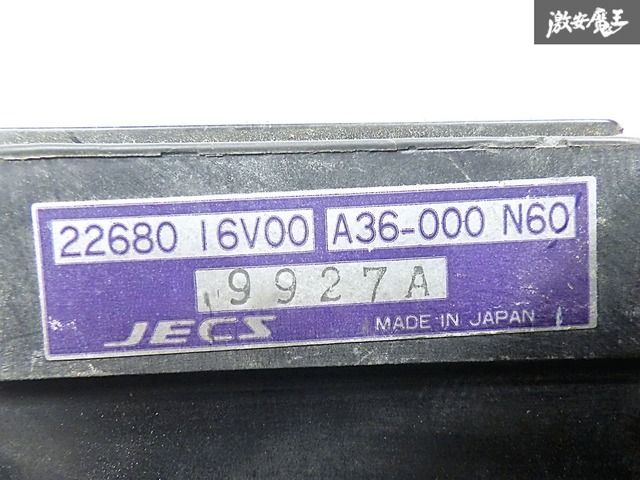 激安魔王
22680 16V00 A36-000 N60
9927A
JECS MADE IN JAPAN